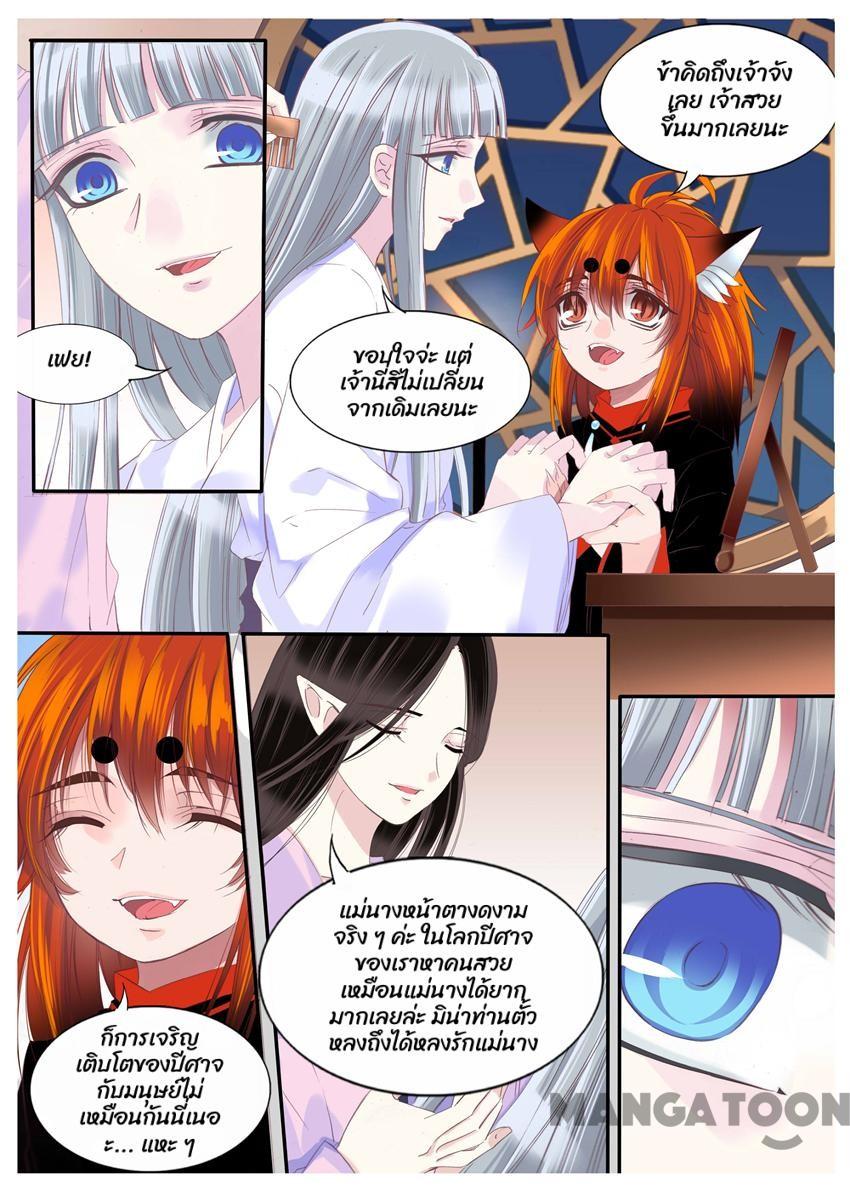 เฟย!
ข้าคิดถึงเจ้าจัง
เลย เจ้าสวย
ขึ้นมากเลยนะ
ขอบใจจ่ะ แต่
เจ้านี่สิไม่เปลี่ยน
จากเดิมเลยนะ
ก็การเจริญ
เติบโตของปีศาจ
กับมนุษย์ไม่
เหมือนกันนี่เนอ
ะ... แหะ ๆ
แม่นางหน้าตางดงาม
จริง ๆ ค่ะ ในโลกปีศาจ
ของเราหาคนสวย
เหมือนแม่นางได้ยาก
มากเลยล่ะ มิน่าท่านตั้ว
หลงถึงได้หลงรักแม่นาง
MANGATOON